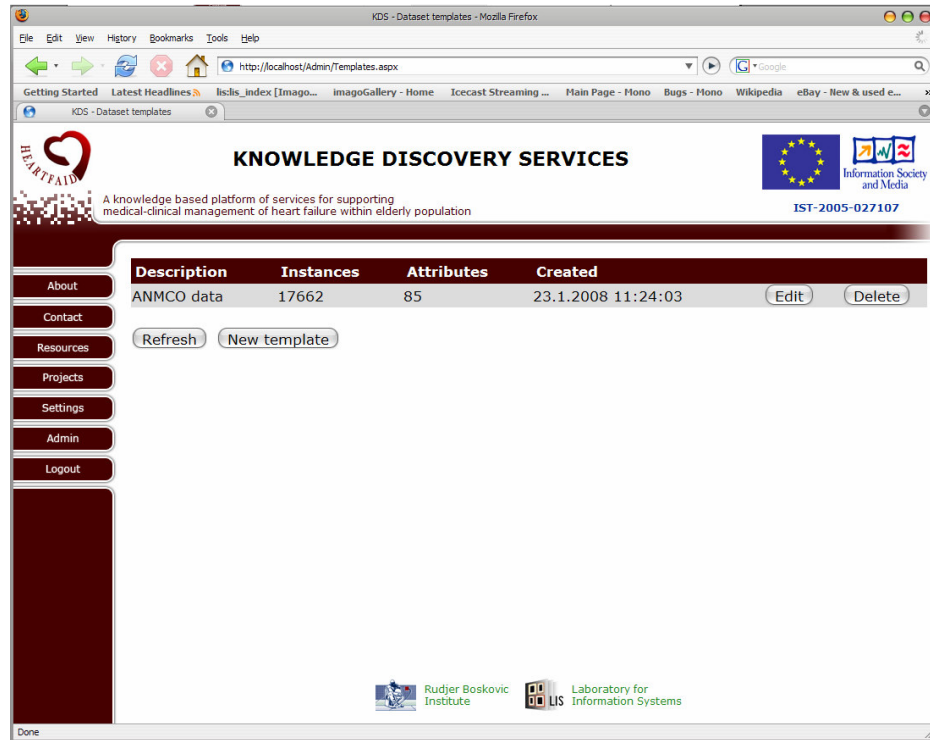 KDS - Dataset templates - Mozilla Firefox
File Edit View History Bookmarks Tools Help
http://localhost/Admin/Templates.aspx
Google
Getting Started Latest Headlines lis:lis_index [Imago... imagoGallery - Home Icecast Streaming ... Main Page - Mono Bugs - Mono Wikipedia eBay - New & used e... »
KDS - Dataset templates
HEARTFAID
KNOWLEDGE DISCOVERY SERVICES
A knowledge based platform of services for supporting
medical-clinical management of heart failure within elderly population
Information Society
and Media
IST-2005-027107
About
Contact
Resources
Projects
Settings
Admin
Logout
Description Instances Attributes Created
ANMCO data 17662 85 23.1.2008 11:24:03 Edit Delete
Refresh New template
Rudjer Boskovic
Institute
LIS
Laboratory for
Information Systems
Done